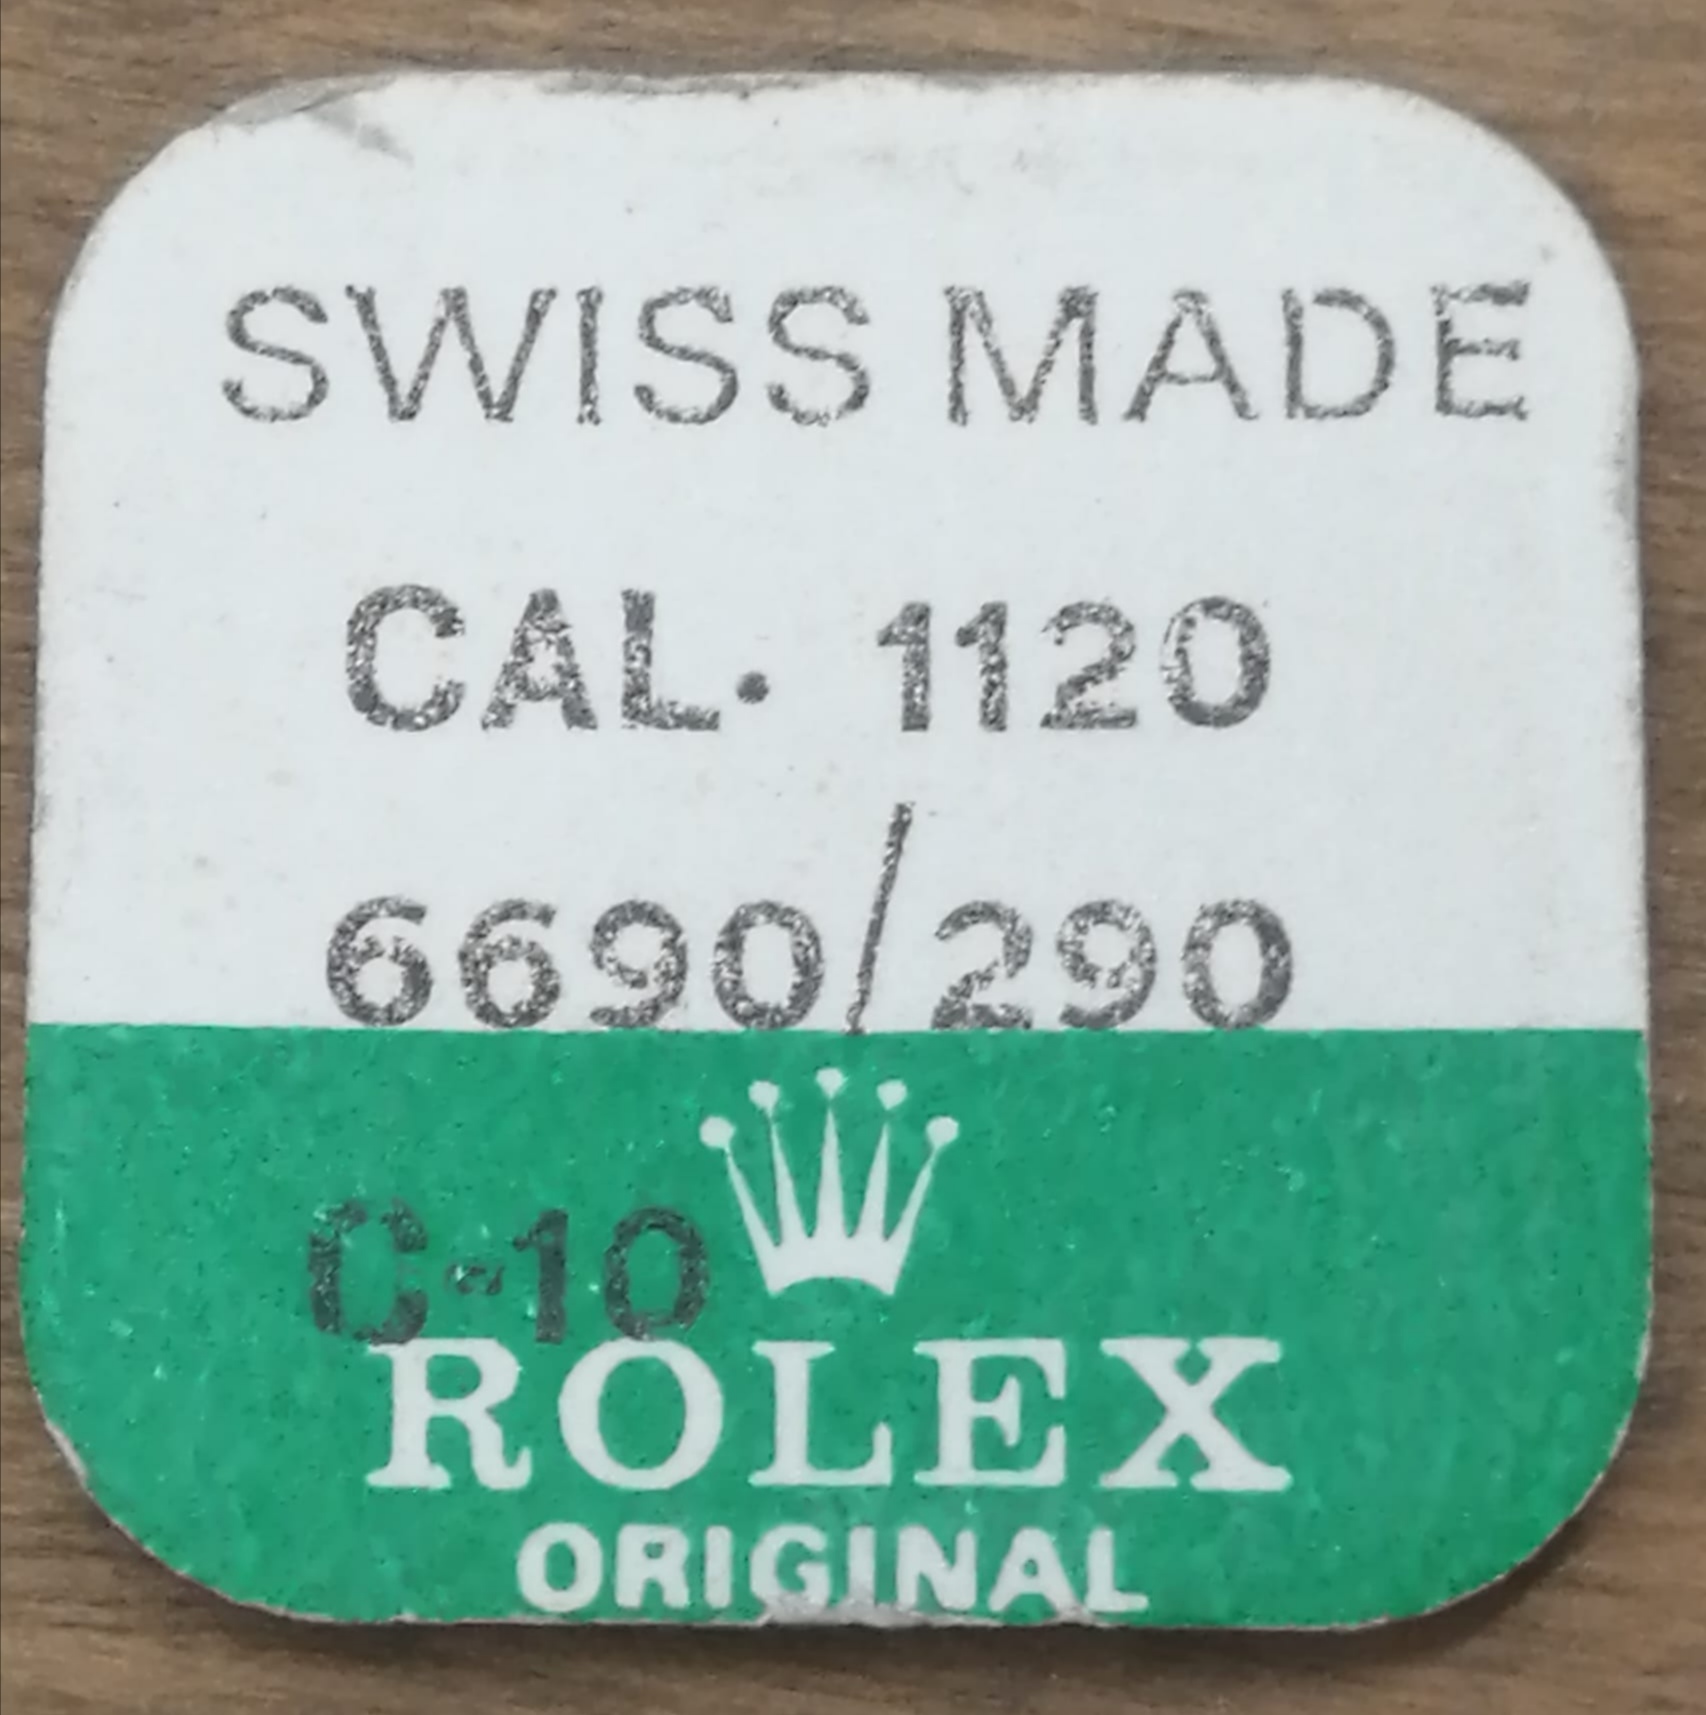 SWISS MADE
CAL. 1120
6690/290
C-10
ROLEX
ORIGINAL